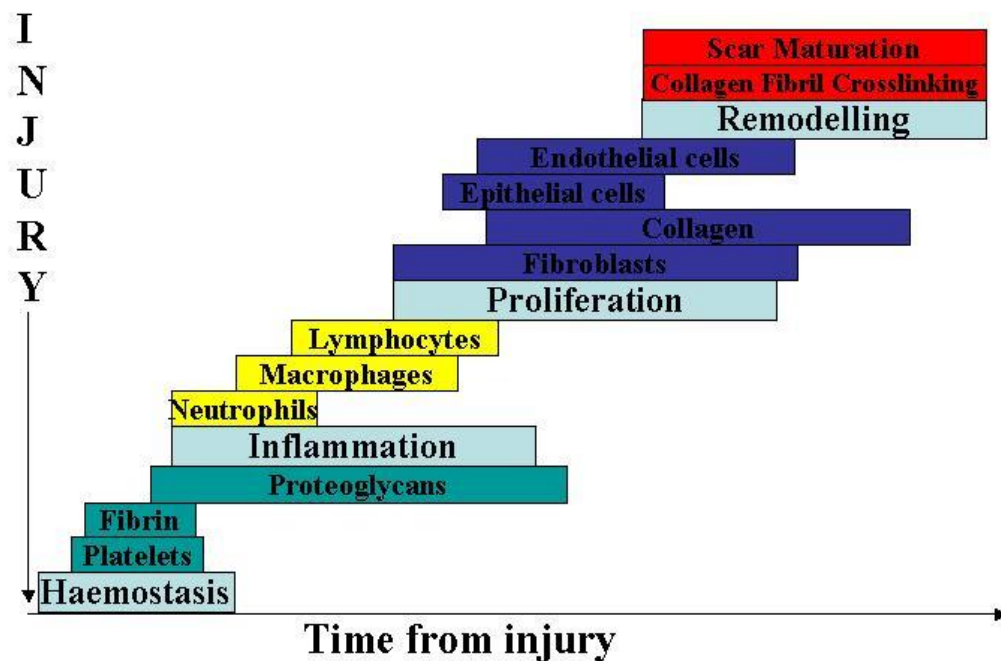 INJURY
Scar Maturation
Collagen Fibril Crosslinking
Remodelling
Endothelial cells
Epithelial cells
Collagen
Fibroblasts
Proliferation
Lymphocytes
Macrophages
Neutrophils
Inflammation
Proteoglycans
Fibrin
Platelets
Haemostasis
Time from injury